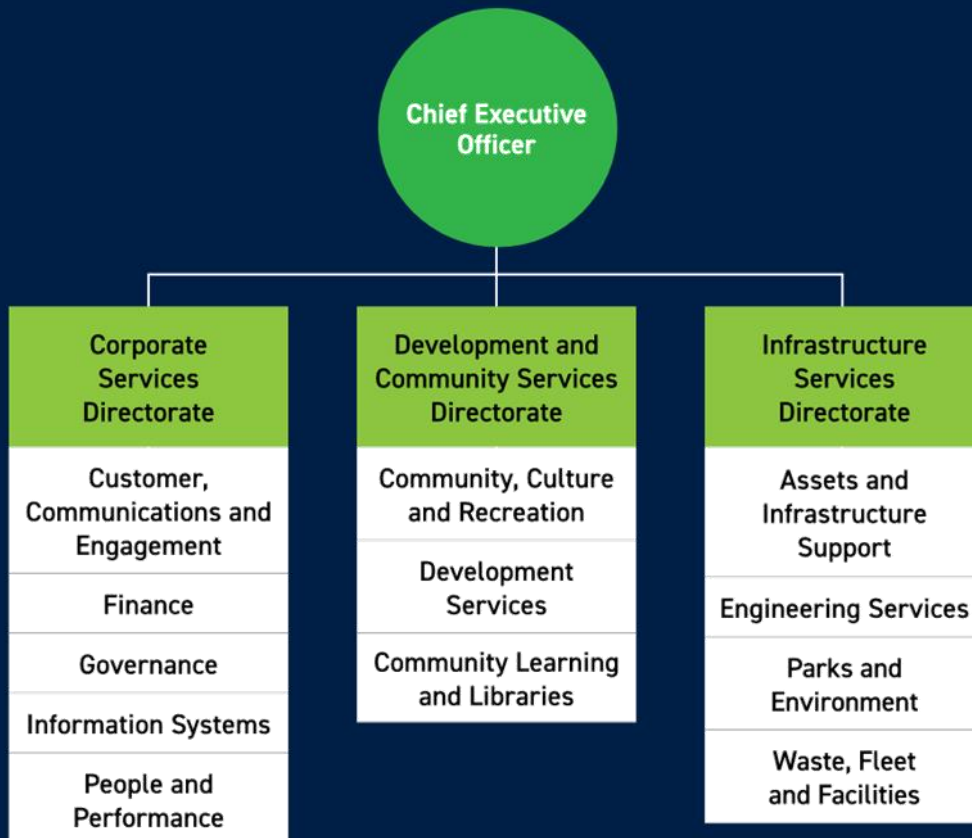 Chief Executive
Officer
Corporate
Services
Directorate
Customer,
Communications and
Engagement
Finance
Governance
Information Systems
People and
Performance
Development and
Community Services
Directorate
Community, Culture
and Recreation
Development
Services
Community Learning
and Libraries
Infrastructure
Services
Directorate
Assets and
Infrastructure
Support
Engineering Services
Parks and
Environment
Waste, Fleet
and Facilities